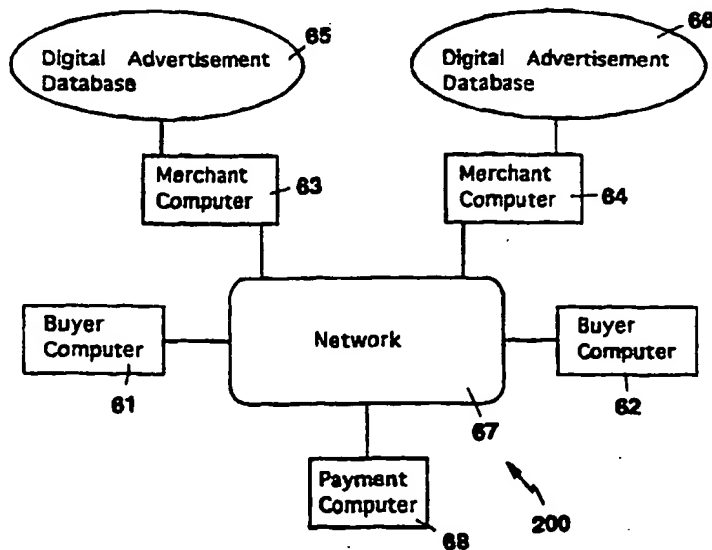 65
Digital Advertisement
Database
66
Digital Advertisement
Database
Merchant
Computer
63
Merchant
Computer
64
Buyer
Computer
61
Network
67
Buyer
Computer
62
Payment
Computer
68
200